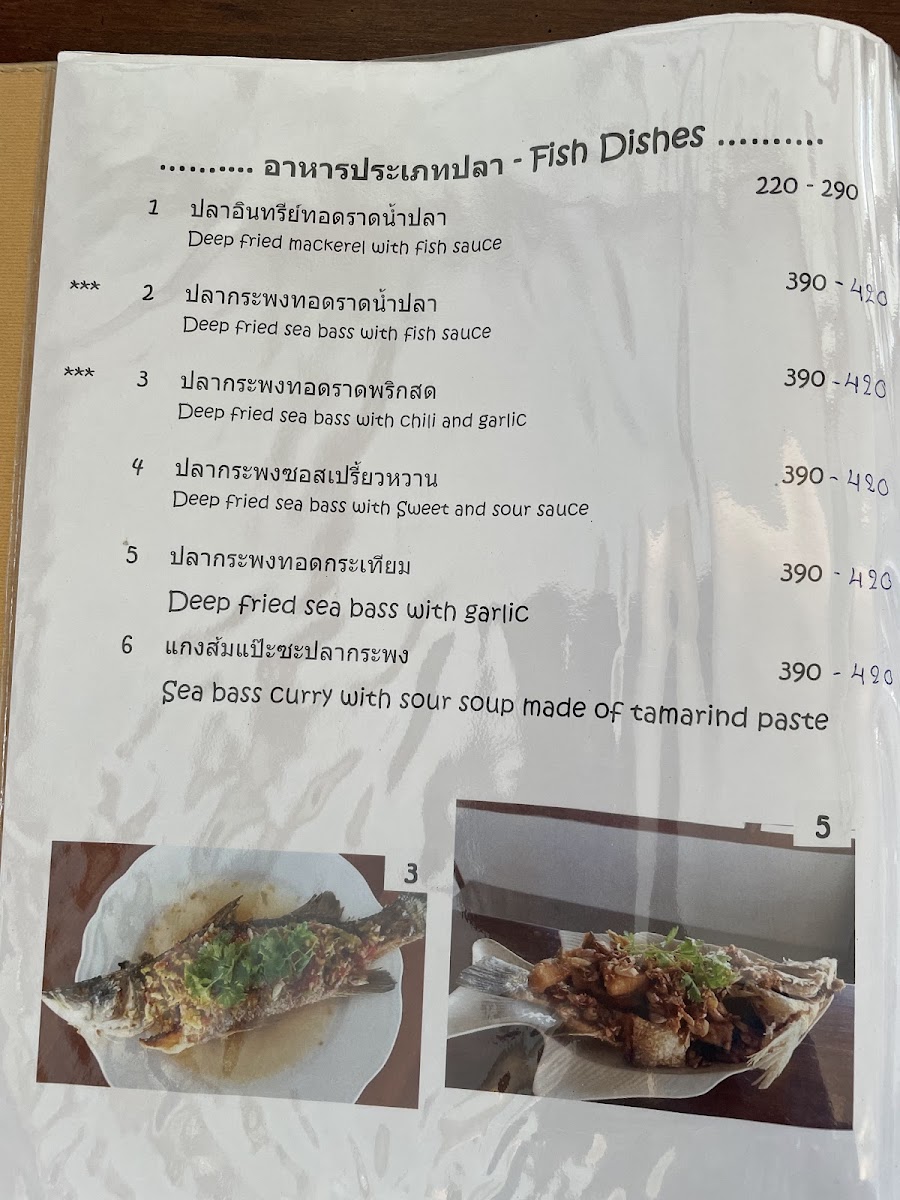 .......... อาหารประเภทปลา - Fish Dishes ..........
1 ปลาอินทรีย์ทอดราดน้ำปลา 220 - 290
Deep fried mackerel with fish sauce
*** 2 ปลากระพงทอดราดน้ำปลา 390 - 420
Deep fried sea bass with fish sauce
*** 3 ปลากระพงทอดราดพริกสด 390 - 420
Deep fried sea bass with chili and garlic
4 ปลากระพงซอสเปรี้ยวหวาน 390 - 420
Deep fried sea bass with Sweet and sour sauce
5 ปลากระพงทอดกระเทียม 390 - 420
Deep fried sea bass with garlic
6 แกงส้มแป๊ะซะปลากระพง 390 - 420
Sea bass curry with sour soup made of tamarind paste
3
5